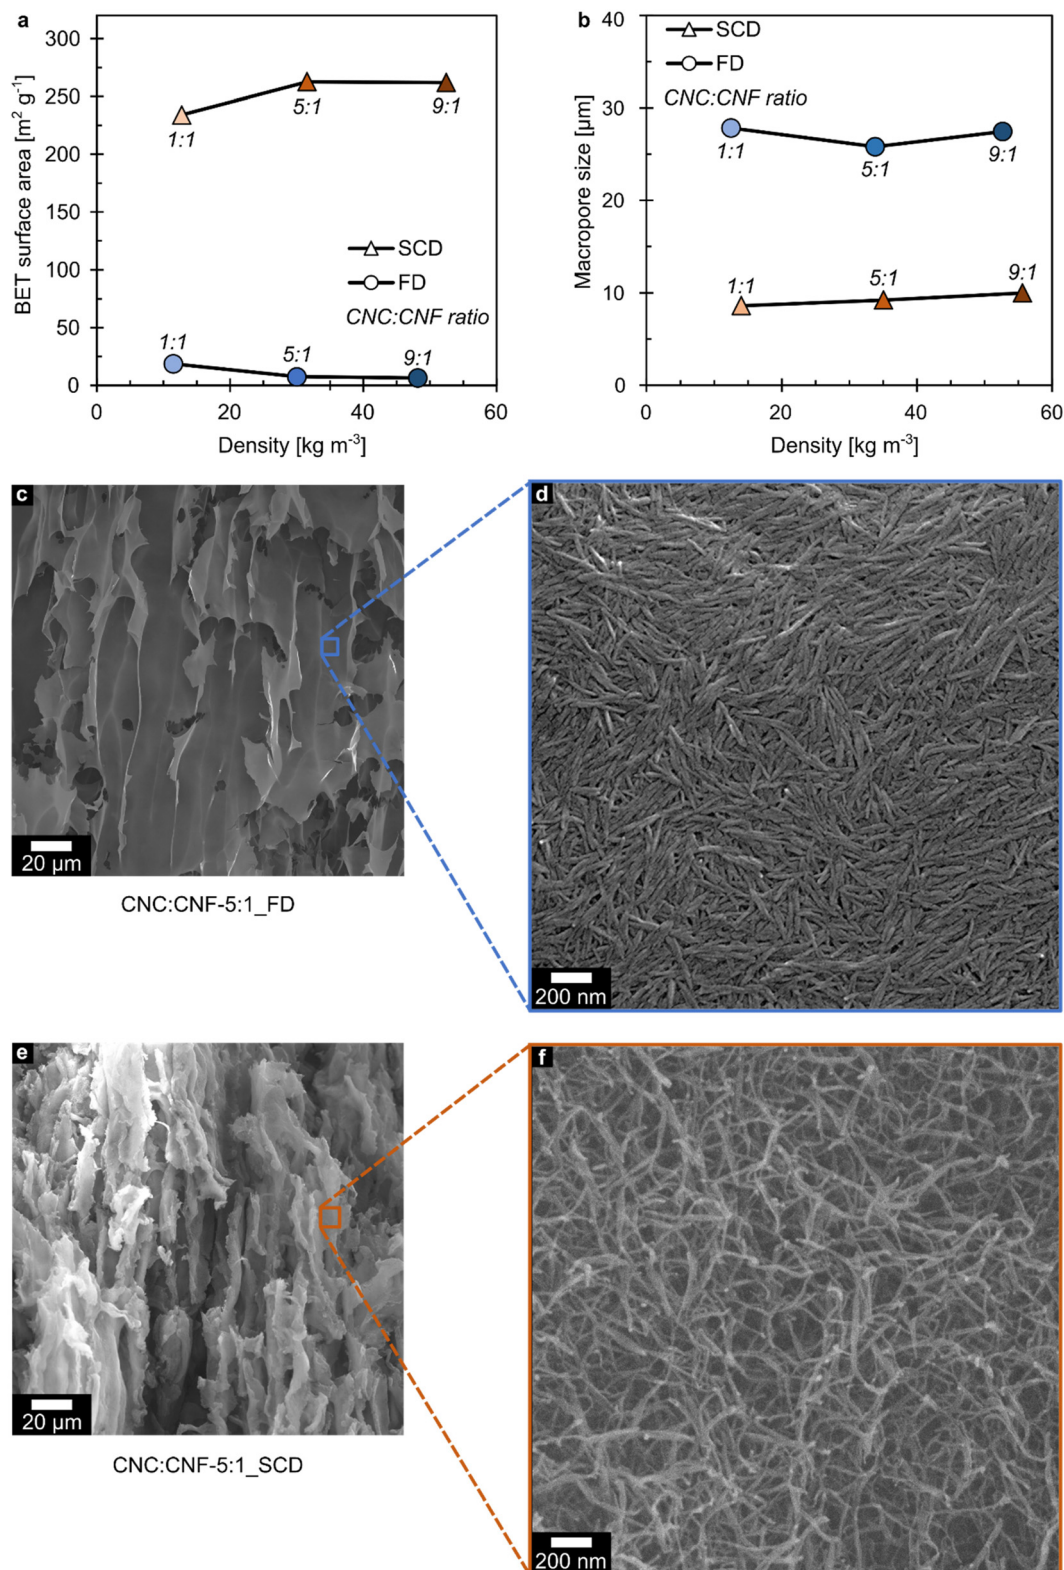 a
BET surface area [m² g⁻¹]
300
250
200
150
100
50
0
0 20 40 60
Density [kg m⁻³]
1:1
5:1
9:1
SCD
FD
CNC:CNF ratio
1:1
5:1
9:1
b
Macropore size [µm]
40
30
20
10
0
0 20 40 60
Density [kg m⁻³]
SCD
FD
CNC:CNF ratio
1:1
5:1
9:1
1:1
5:1
9:1
c
20 µm
CNC:CNF-5:1_FD
d
200 nm
e
20 µm
CNC:CNF-5:1_SCD
f
200 nm